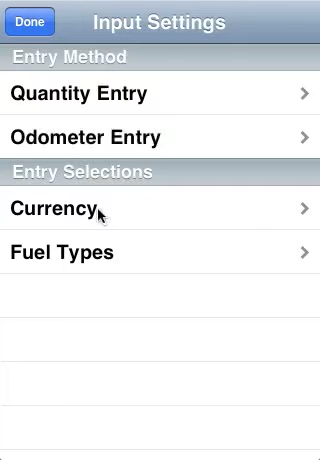 Done
Input Settings
Entry Method
Quantity Entry
Odometer Entry
Entry Selections
Currency
Fuel Types